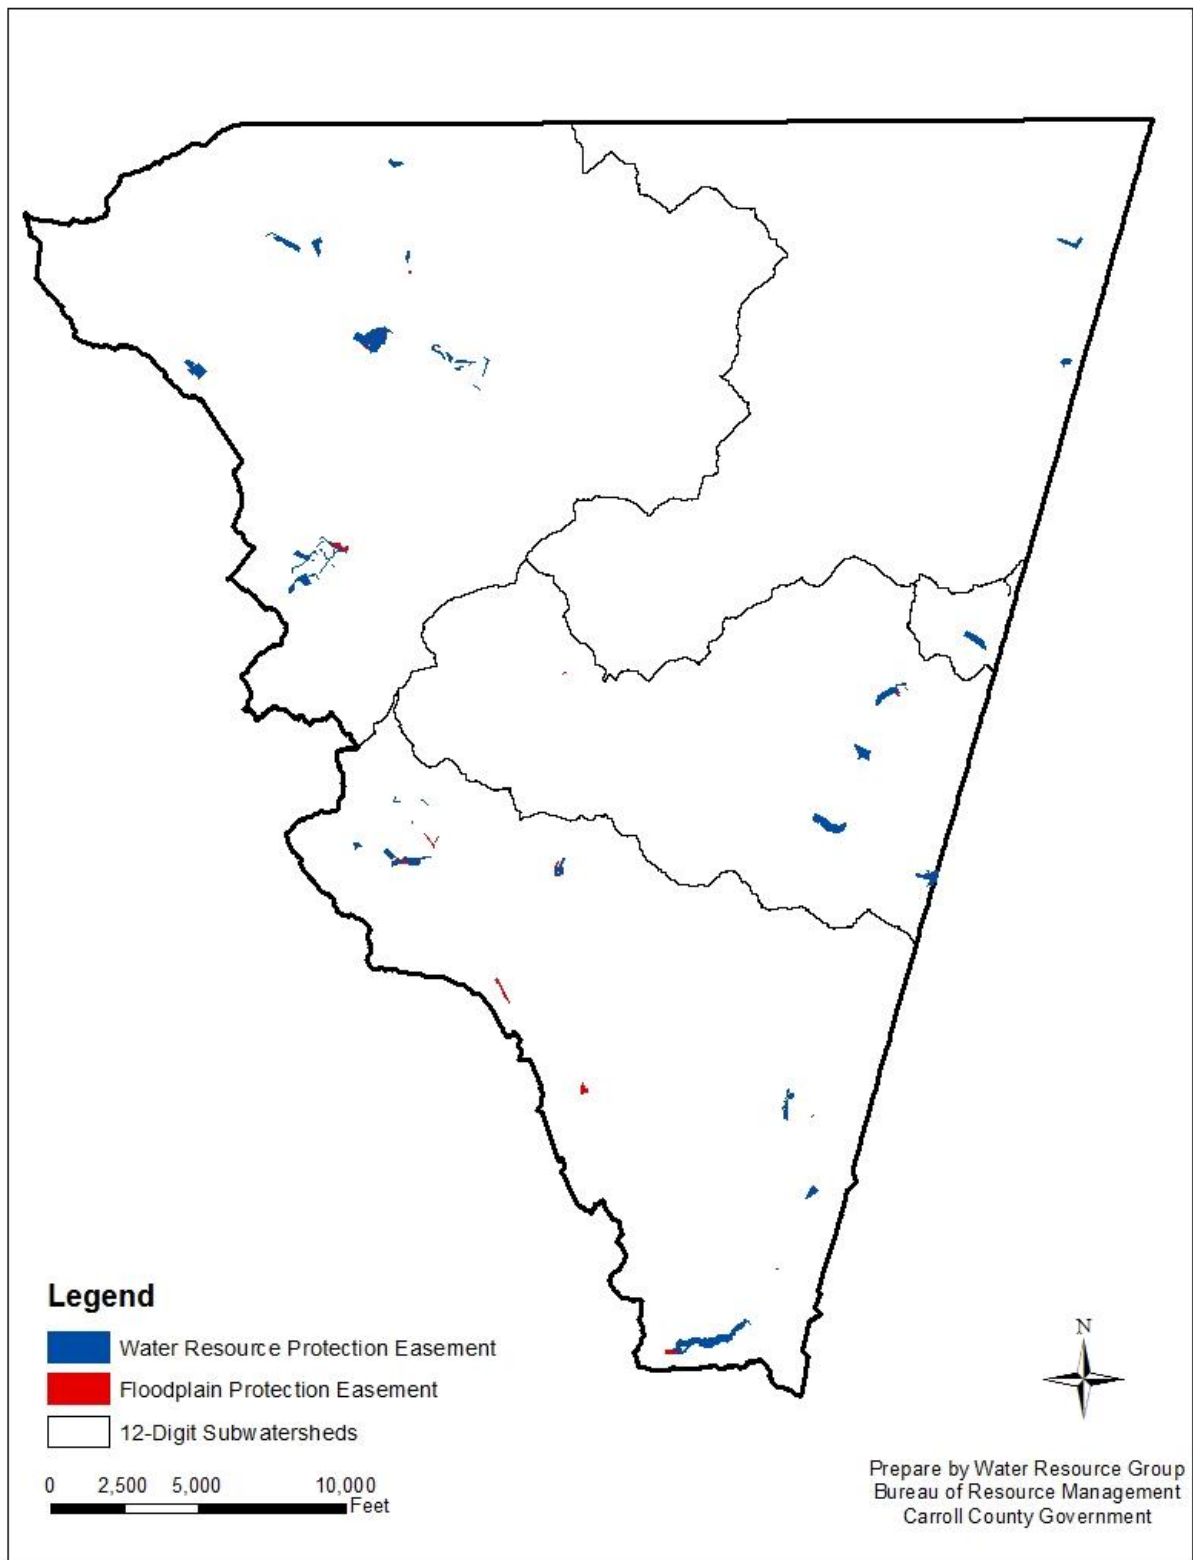 Legend
Water Resource Protection Easement
Floodplain Protection Easement
12-Digit Subwatersheds
0 2,500 5,000 10,000
Feet
N
Prepare by Water Resource Group
Bureau of Resource Management
Carroll County Government